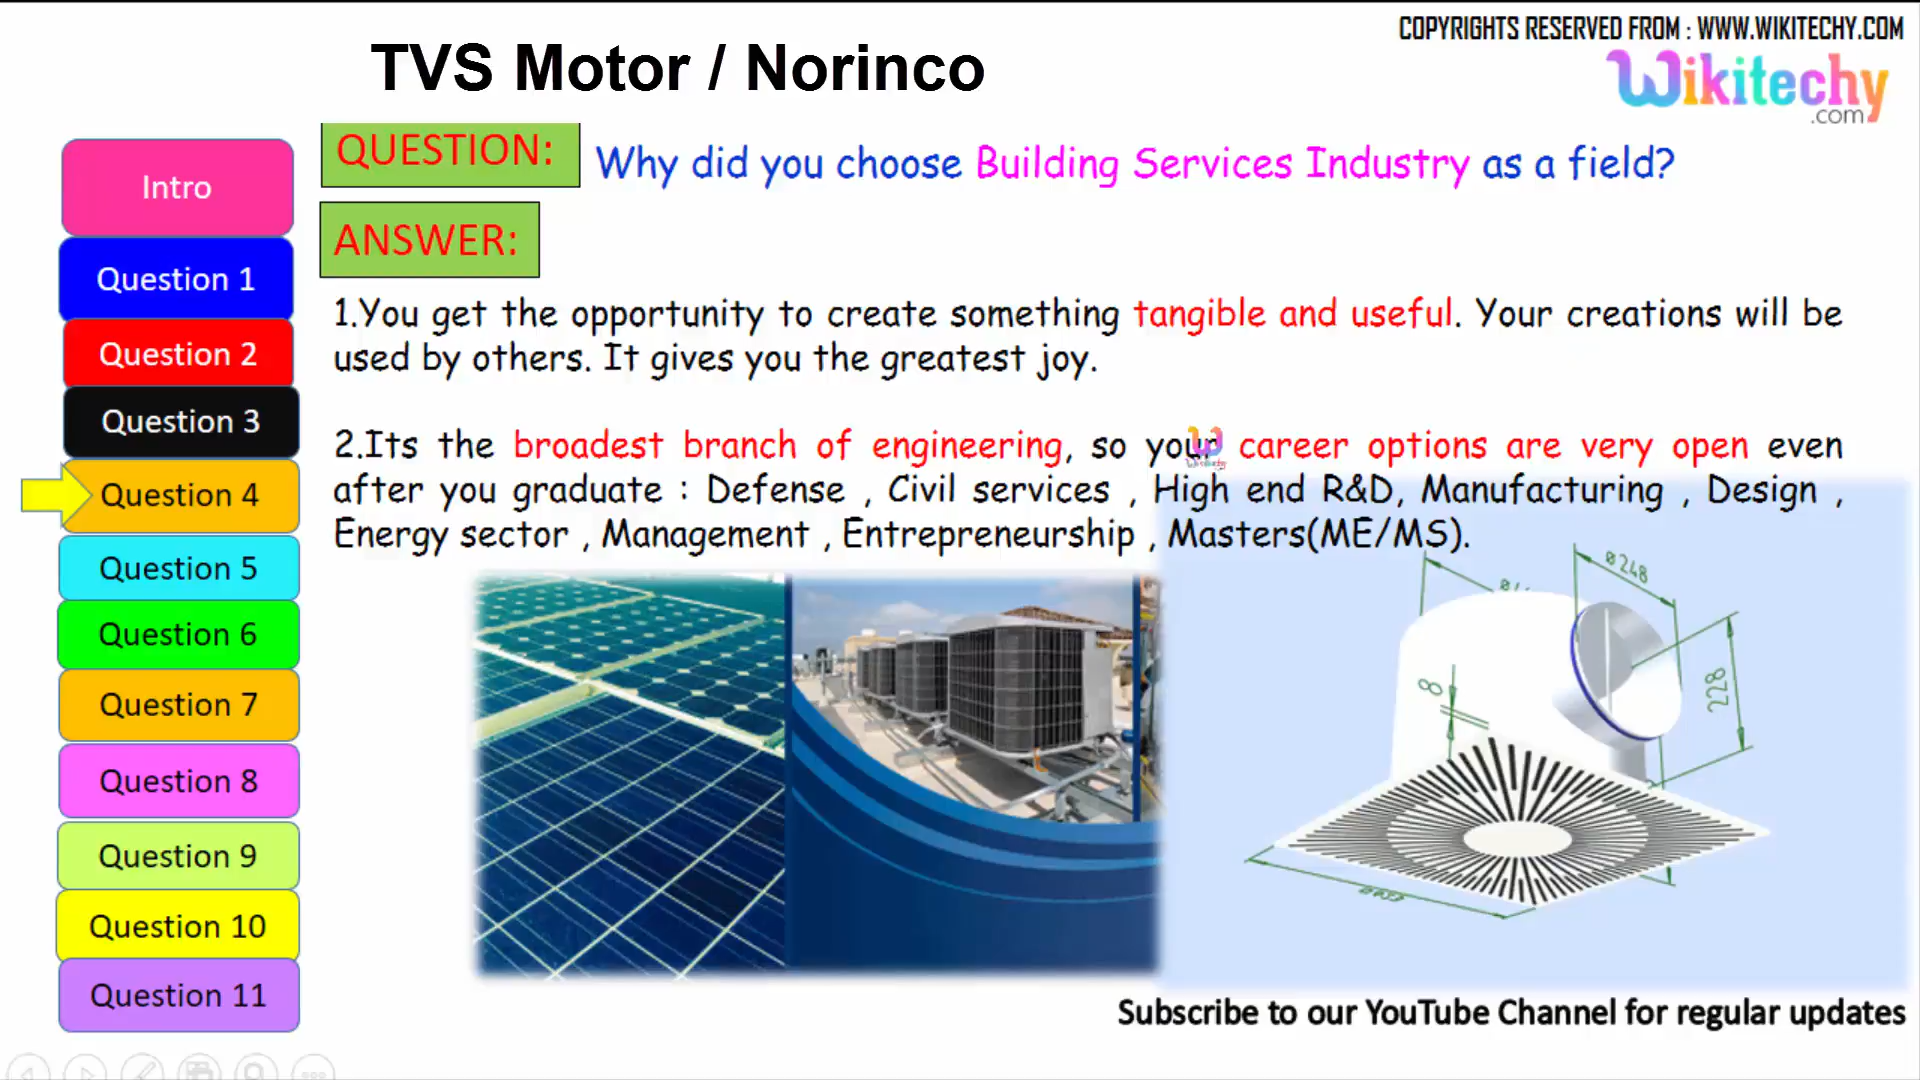 COPYRIGHTS RESERVED FROM : WWW.WIKITECHY.COM
TVS Motor / Norinco
Wikitechy
.com
QUESTION:
Why did you choose Building Services Industry as a field?
ANSWER:
1.You get the opportunity to create something tangible and useful. Your creations will be
used by others. It gives you the greatest joy.
2.Its the broadest branch of engineering, so your career options are very open even
after you graduate : Defense , Civil services , High end R&D, Manufacturing , Design ,
Energy sector , Management , Entrepreneurship , Masters(ME/MS).
Intro
Question 1
Question 2
Question 3
Question 4
Question 5
Question 6
Question 7
Question 8
Question 9
Question 10
Question 11
ø248
228
8
Subscribe to our YouTube Channel for regular updates